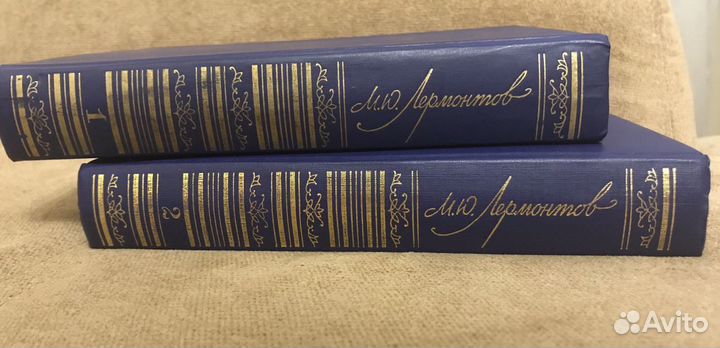 1 М.Ю. Лермонтов
2 М.Ю. Лермонтов
Avito